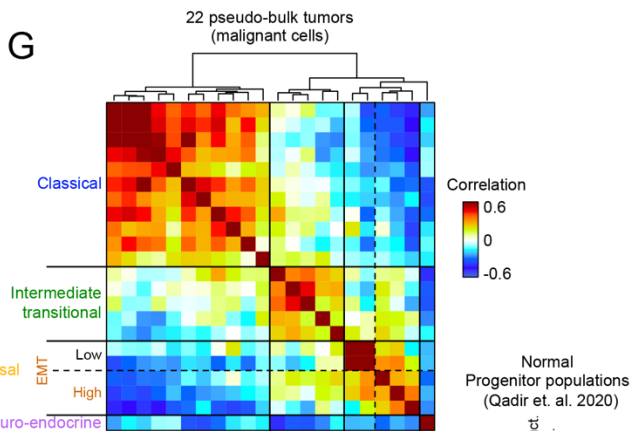 G
22 pseudo-bulk tumors
(malignant cells)
Classical
Intermediate
transitional
sal
EMT
Low
High
uro-endocrine
Correlation
0.6
0
-0.6
Normal
Progenitor populations
(Qadir et. al. 2020)
ct.